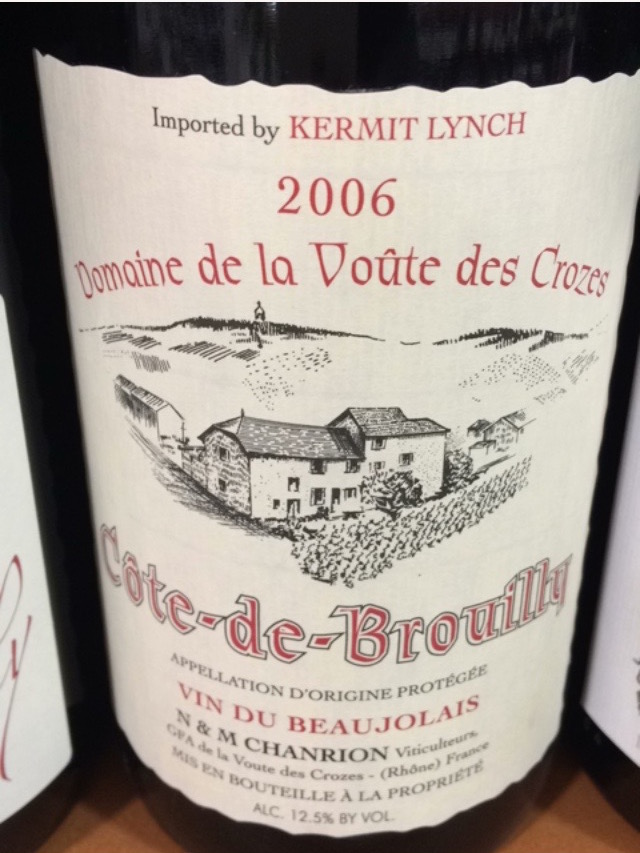 Imported by KERMIT LYNCH
2006
Domaine de la Voûte des Crozes
Côte-de-Brouilly
APPELLATION D'ORIGINE PROTÉGÉE
VIN DU BEAUJOLAIS
N & M CHANRION Viticulteurs,
GFA de la Voute des Crozes - (Rhône) France
MIS EN BOUTEILLE À LA PROPRIÉTÉ
ALC. 12.5% BY VOL.